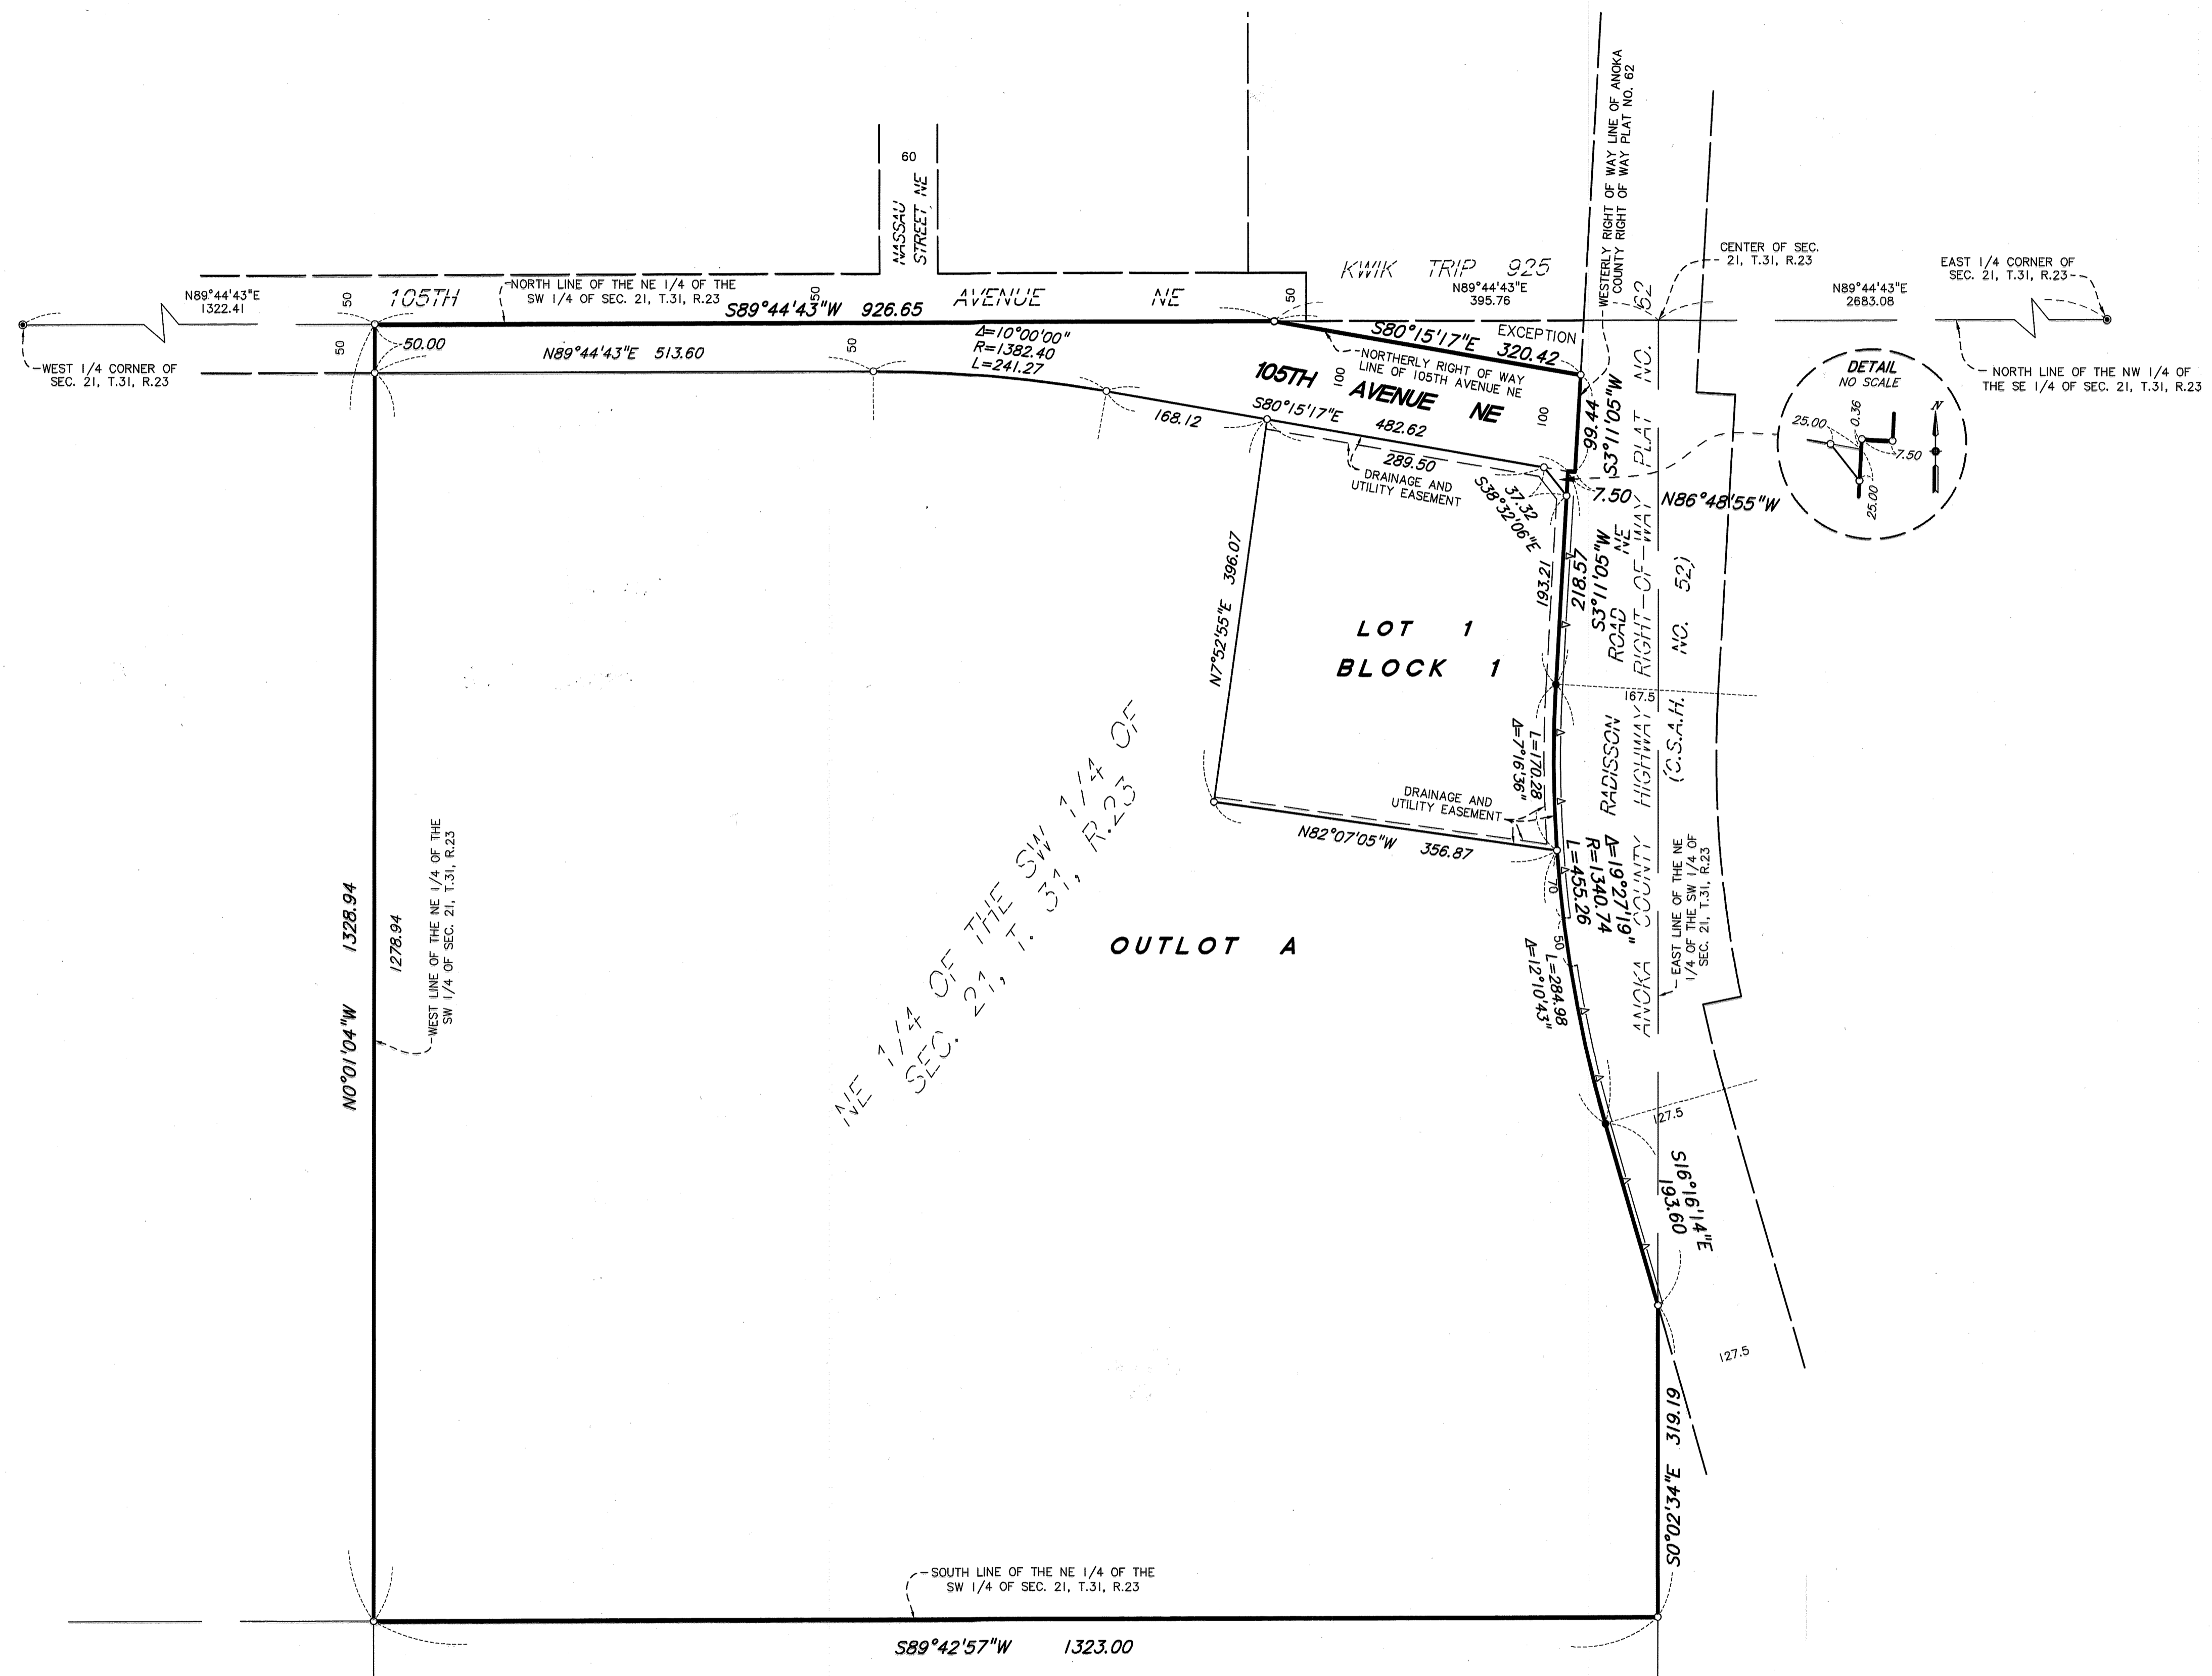 WESTERLY RIGHT OF WAY LINE OF ANOKA
COUNTY RIGHT OF WAY PLAT NO. 62
60
NASSAU
STREET NE
CENTER OF SEC.
21, T.31, R.23
EAST 1/4 CORNER OF
SEC. 21, T.31, R.23
KWIK TRIP 925
N89°44'43"E
395.76
N89°44'43"E
2683.08
N89°44'43"E
1322.41
NORTH LINE OF THE NE 1/4 OF THE
SW 1/4 OF SEC. 21, T.31, R.23
50
105TH
50
AVENUE NE
50
S89°44'43"W 926.65
WEST 1/4 CORNER OF
SEC. 21, T.31, R.23
50
50.00
N89°44'43"E 513.60
50
Δ=10°00'00"
R=1382.40
L=241.27
S80°15'17"E
320.42
EXCEPTION
NORTHERLY RIGHT OF WAY
LINE OF 105TH AVENUE NE
105TH AVENUE NE
100
100
99.44
S3°11'05"W
NORTH LINE OF THE NW 1/4 OF
THE SE 1/4 OF SEC. 21, T.31, R.23
DETAIL
NO SCALE
25.00
0.36
7.50
25.00
N
168.12
S80°15'17"E
482.62
289.50
DRAINAGE AND
UTILITY EASEMENT
37.32
S38°32'06"E
7.50
N86°48'55"W
396.07
N7°52'55"E
193.21
218.57
S3°11'05"W
LOT 1
BLOCK 1
RADISSON ROAD NE
ANOKA COUNTY HIGHWAY RIGHT-OF-WAY PLAT NO. 62
(C.S.A.H. NO. 52)
167.5
L=170.28
Δ=7°16'36"
DRAINAGE AND
UTILITY EASEMENT
N82°07'05"W 356.87
70
50
Δ=19°27'19"
R=1340.74
L=455.26
L=284.98
Δ=12°10'43"
EAST LINE OF THE NE
1/4 OF THE SW 1/4 OF
SEC. 21, T.31, R.23
NE 1/4 OF THE SW 1/4 OF
SEC. 21, T. 31, R.23
OUTLOT A
N0°01'04"W 1328.94
1278.94
WEST LINE OF THE NE 1/4 OF THE
SW 1/4 OF SEC. 21, T.31, R.23
127.5
S16°16'14"E
193.60
127.5
S0°02'34"E 319.19
SOUTH LINE OF THE NE 1/4 OF THE
SW 1/4 OF SEC. 21, T.31, R.23
S89°42'57"W 1323.00